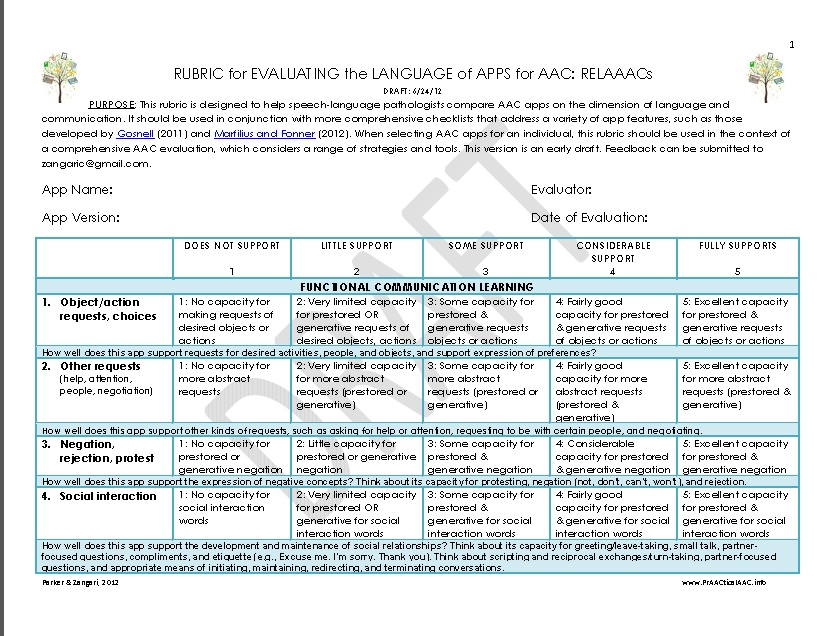 1
RUBRIC for EVALUATING the LANGUAGE of APPS for AAC: RELAAACs
DRAFT: 6/24/12
PURPOSE: This rubric is designed to help speech-language pathologists compare AAC apps on the dimension of language and
communication. It should be used in conjunction with more comprehensive checklists that address a variety of app features, such as those
developed by Gosnell (2011) and Marfilius and Fonner (2012). When selecting AAC apps for an individual, this rubric should be used in the context of
a comprehensive AAC evaluation, which considers a range of strategies and tools. This version is an early draft. Feedback can be submitted to
zangaric@gmail.com.
App Name: Evaluator:
App Version: Date of Evaluation:
DOES NOT SUPPORT
1
LITTLE SUPPORT
2
SOME SUPPORT
3
CONSIDERABLE
SUPPORT
4
FULLY SUPPORTS
5
FUNCTIONAL COMMUNICATION LEARNING
1. Object/action
requests, choices
1: No capacity for
making requests of
desired objects or
actions
2: Very limited capacity
for prestored OR
generative requests of
desired objects, actions
3: Some capacity for
prestored &
generative requests
objects or actions
4: Fairly good
capacity for prestored
& generative requests
of objects or actions
5: Excellent capacity
for prestored &
generative requests
of objects or actions
How well does this app support requests for desired activities, people, and objects, and support expression of preferences?
2. Other requests
(help, attention,
people, negotiation)
1: No capacity for
more abstract
requests
2: Very limited capacity
for more abstract
requests (prestored or
generative)
3: Some capacity for
more abstract
requests (prestored or
generative)
4: Fairly good
capacity for more
abstract requests
(prestored &
generative)
5: Excellent capacity
for more abstract
requests (prestored &
generative)
How well does this app support other kinds of requests, such as asking for help or attention, requesting to be with certain people, and negotiating.
3. Negation,
rejection, protest
1: No capacity for
prestored or
generative negation
2: Little capacity for
prestored or generative
negation
3: Some capacity for
prestored &
generative negation
4: Considerable
capacity for prestored
& generative negation
5: Excellent capacity
for prestored &
generative negation
How well does this app support the expression of negative concepts? Think about its capacity for protesting, negation (not, don't, can't, won't), and rejection.
4. Social interaction
1: No capacity for
social interaction
words
2: Very limited capacity
for prestored OR
generative for social
interaction words
3: Some capacity for
prestored &
generative for social
interaction words
4: Fairly good
capacity for prestored
& generative for social
interaction words
5: Excellent capacity
for prestored &
generative for social
interaction words
How well does this app support the development and maintenance of social relationships? Think about its capacity for greeting/leave-taking, small talk, partner-
focused questions, compliments, and etiquette (e.g., Excuse me. I'm sorry. Thank you). Think about scripting and reciprocal exchanges/turn-taking, partner-focused
questions, and appropriate means of initiating, maintaining, redirecting, and terminating conversations.
Parker & Zangari, 2012 www.PrAACticalAAC.info
DRAFT